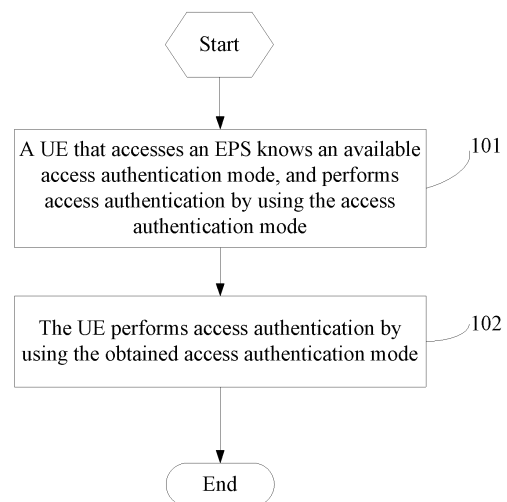 Start
A UE that accesses an EPS knows an available
access authentication mode, and performs
access authentication by using the access
authentication mode
101
The UE performs access authentication by
using the obtained access authentication mode
102
End